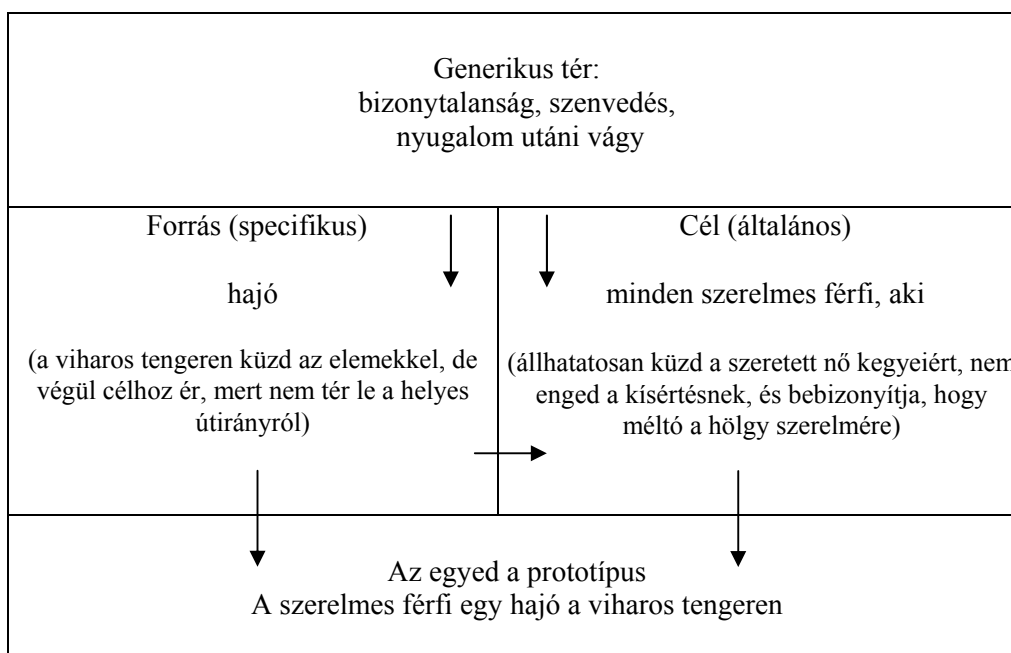 Generikus tér:
bizonytalanság, szenvedés,
nyugalom utáni vágy
Forrás (specifikus)
hajó
(a viharos tengeren küzd az elemekkel, de
végül célhoz ér, mert nem tér le a helyes
útirányról)
Cél (általános)
minden szerelmes férfi, aki
(állhatatosan küzd a szeretett nő kegyeiért, nem
enged a kísértésnek, és bebizonyítja, hogy
méltó a hölgy szerelmére)
Az egyed a prototípus
A szerelmes férfi egy hajó a viharos tengeren